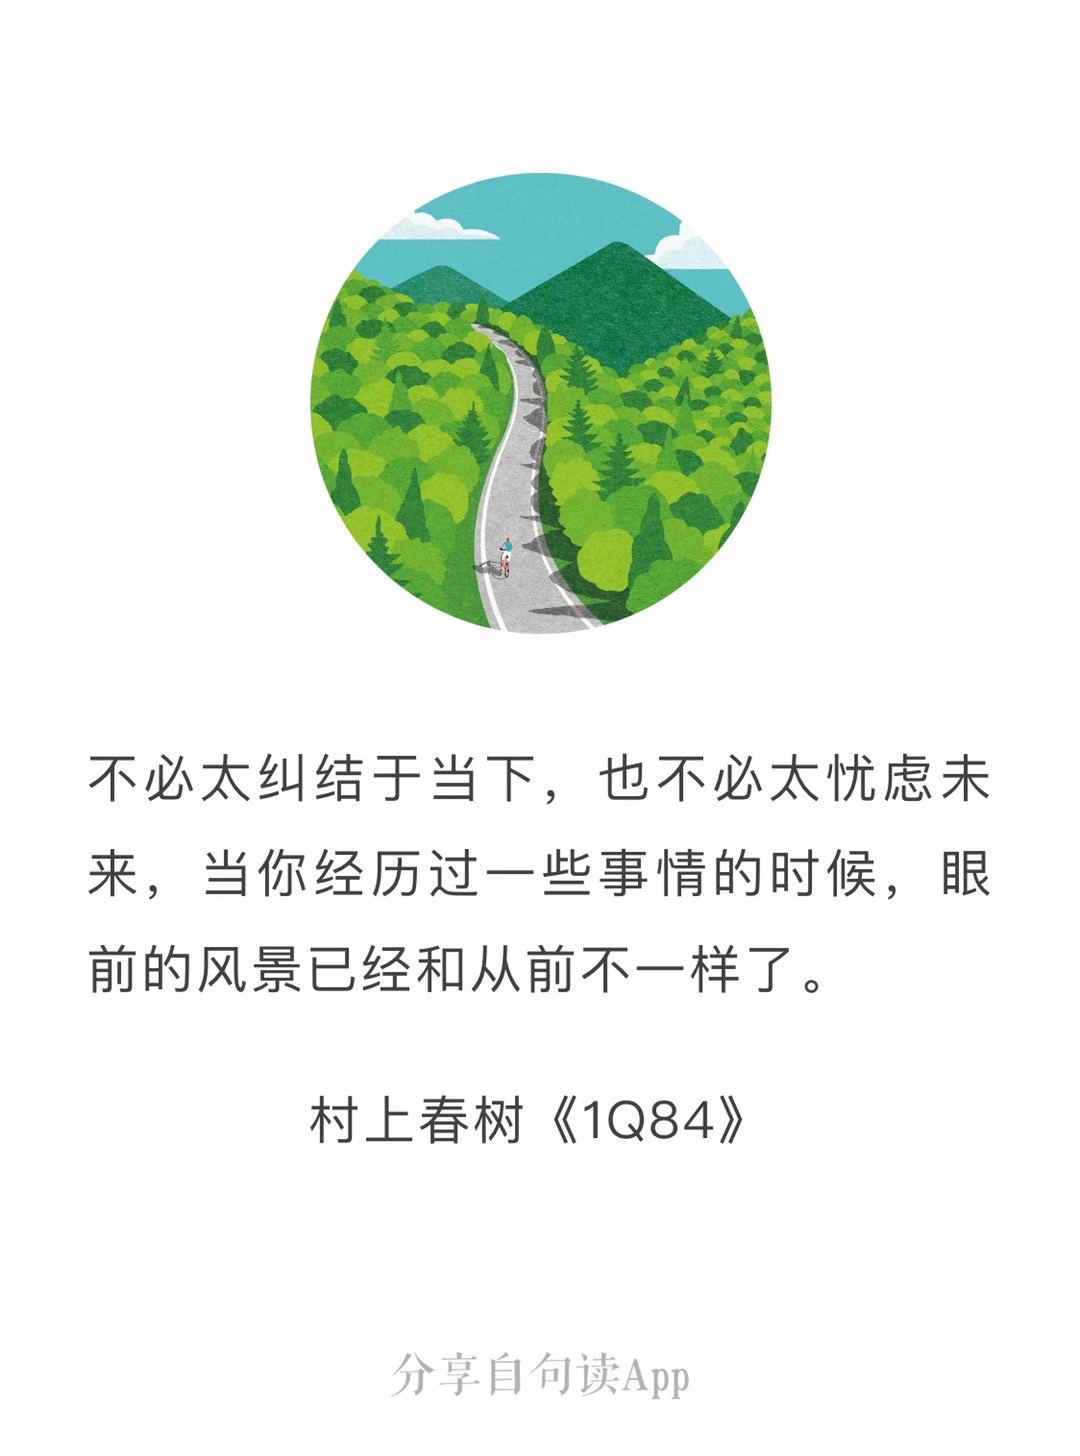 不必太纠结于当下，也不必太忧虑未
来，当你经历过一些事情的时候，眼
前的风景已经和从前不一样了。
村上春树《1Q84》
分享自句读App